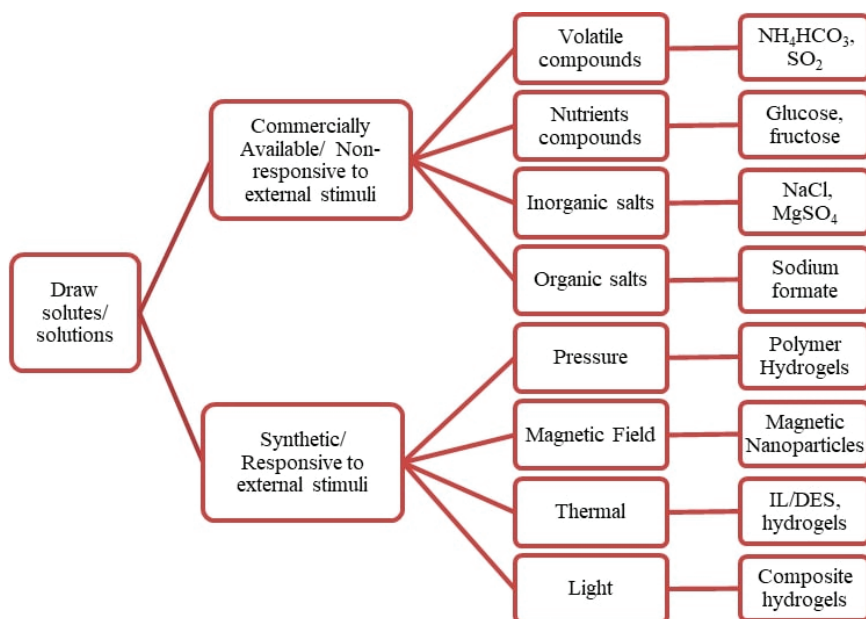 Draw solutes/
solutions
Commercially
Available/ Non-
responsive to
external stimuli
Volatile
compounds
NH₄HCO₃,
SO₂
Nutrients
compounds
Glucose,
fructose
Inorganic salts
NaCl,
MgSO₄
Organic salts
Sodium
formate
Synthetic/
Responsive to
external stimuli
Pressure
Polymer
Hydrogels
Magnetic Field
Magnetic
Nanoparticles
Thermal
IL/DES,
hydrogels
Light
Composite
hydrogels